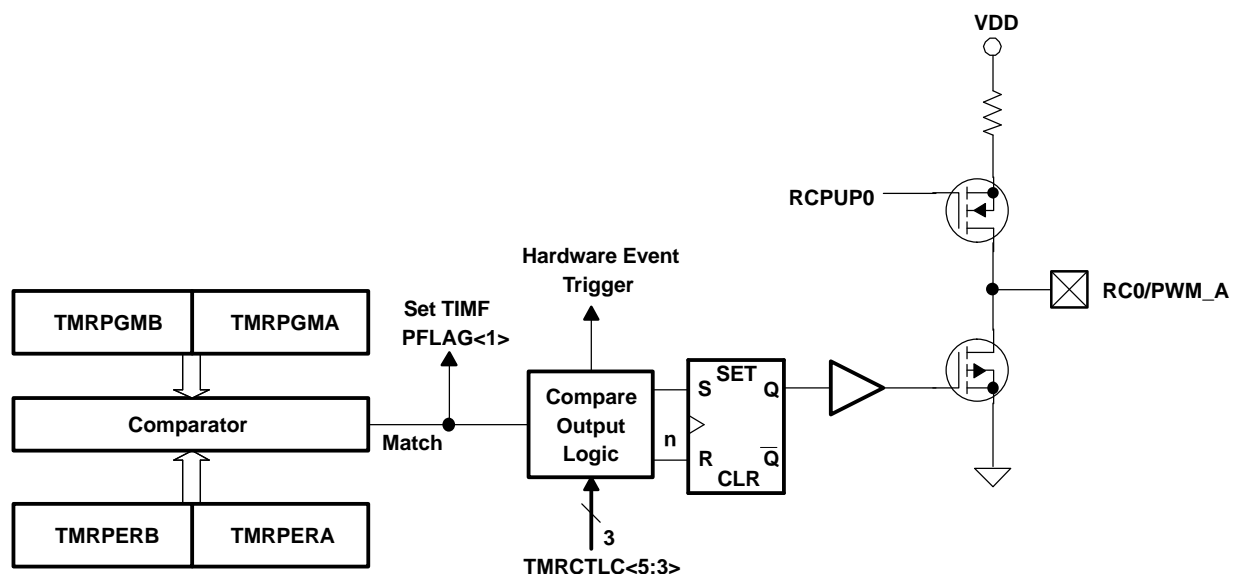 VDD
RCPUP0
RC0/PWM_A
Hardware Event
Trigger
Set TIMF
PFLAG<1>
TMRPGMB
TMRPGMA
Comparator
Match
TMRPERB
TMRPERA
Compare
Output
Logic
n
3
TMRCTLC<5:3>
SET
S
Q
R
Q
CLR